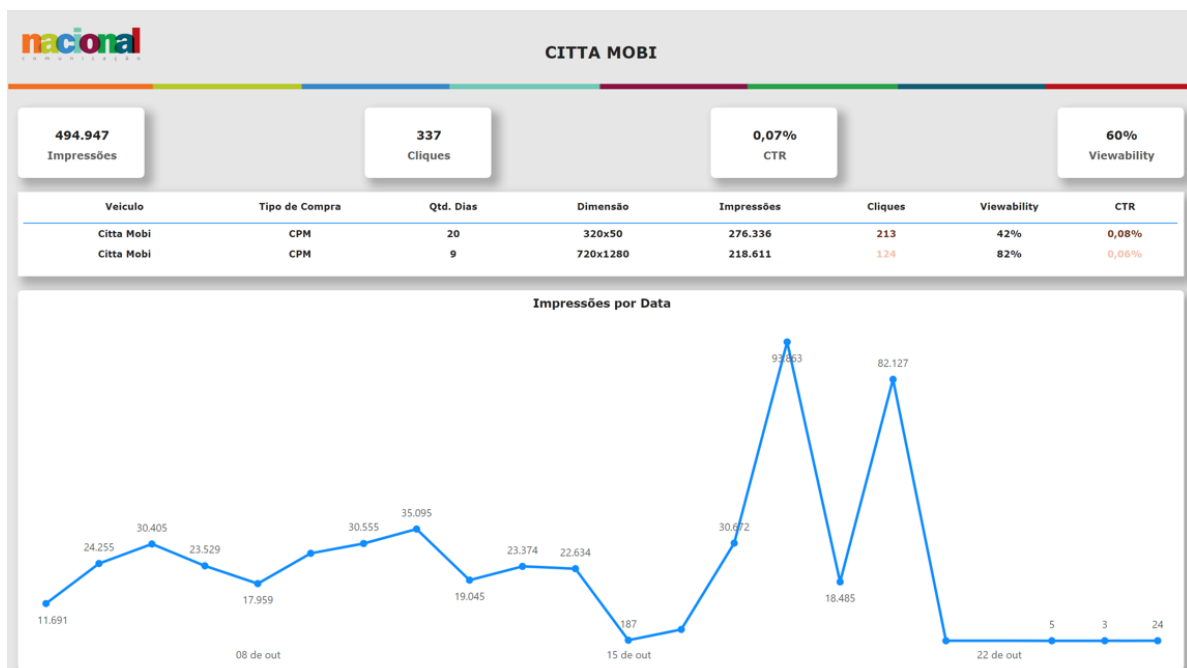 nacional
comunicação
CITTA MOBI
494.947
Impressões
337
Cliques
0,07%
CTR
60%
Viewability
Veiculo Tipo de Compra Qtd. Dias Dimensão Impressões Cliques Viewability CTR
Citta Mobi CPM 20 320x50 276.336 213 42% 0,08%
Citta Mobi CPM 9 720x1280 218.611 124 82% 0,06%
Impressões por Data
93.863
82.127
35.095
30.405
30.555
30.672
24.255
23.529
23.374
22.634
17.959
19.045
18.485
11.691
187
5
3
24
08 de out
15 de out
22 de out